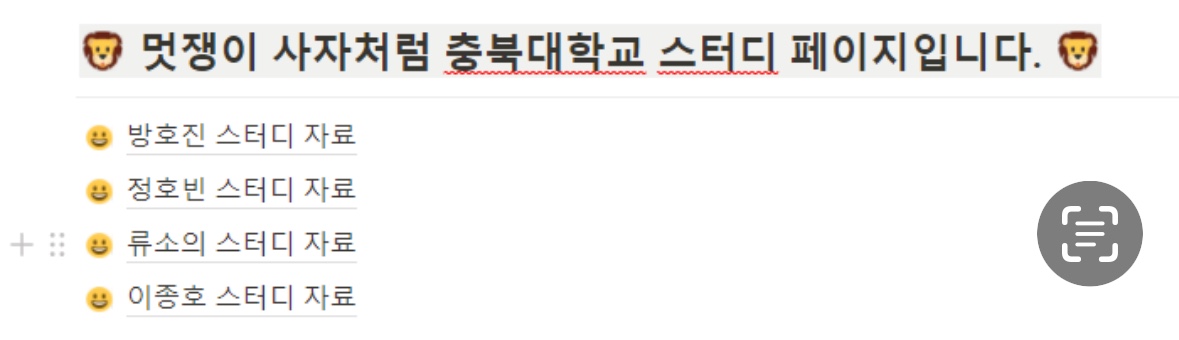 🦁 멋쟁이 사자처럼 충북대학교 스터디 페이지입니다. 🦁
😀 방호진 스터디 자료
😀 정호빈 스터디 자료
😀 류소의 스터디 자료
😀 이종호 스터디 자료